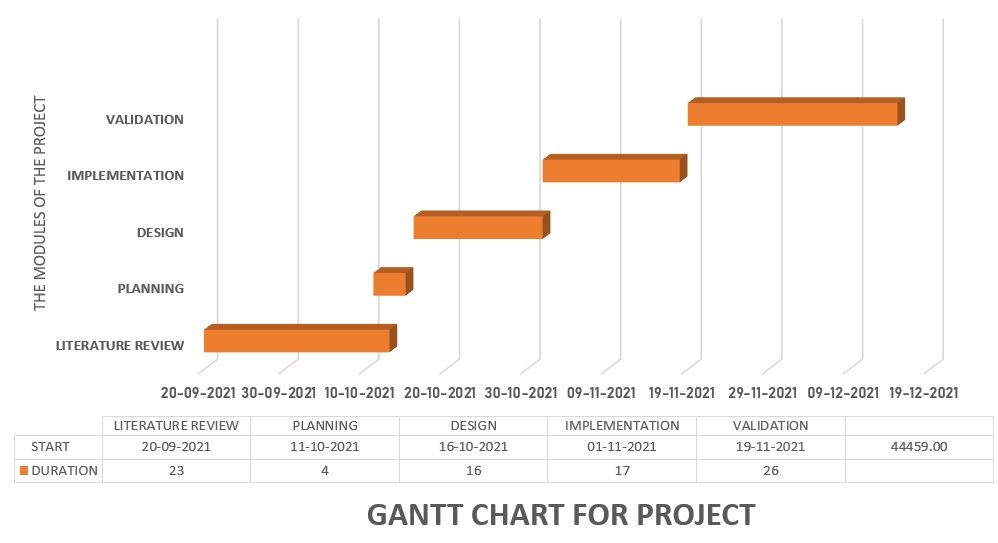 THE MODULES OF THE PROJECT
VALIDATION
IMPLEMENTATION
DESIGN
PLANNING
LITERATURE REVIEW
20-09-2021 30-09-2021 10-10-2021 20-10-2021 30-10-2021 09-11-2021 19-11-2021 29-11-2021 09-12-2021 19-12-2021
LITERATURE REVIEW PLANNING DESIGN IMPLEMENTATION VALIDATION
START 20-09-2021 11-10-2021 16-10-2021 01-11-2021 19-11-2021 44459.00
DURATION 23 4 16 17 26
GANTT CHART FOR PROJECT